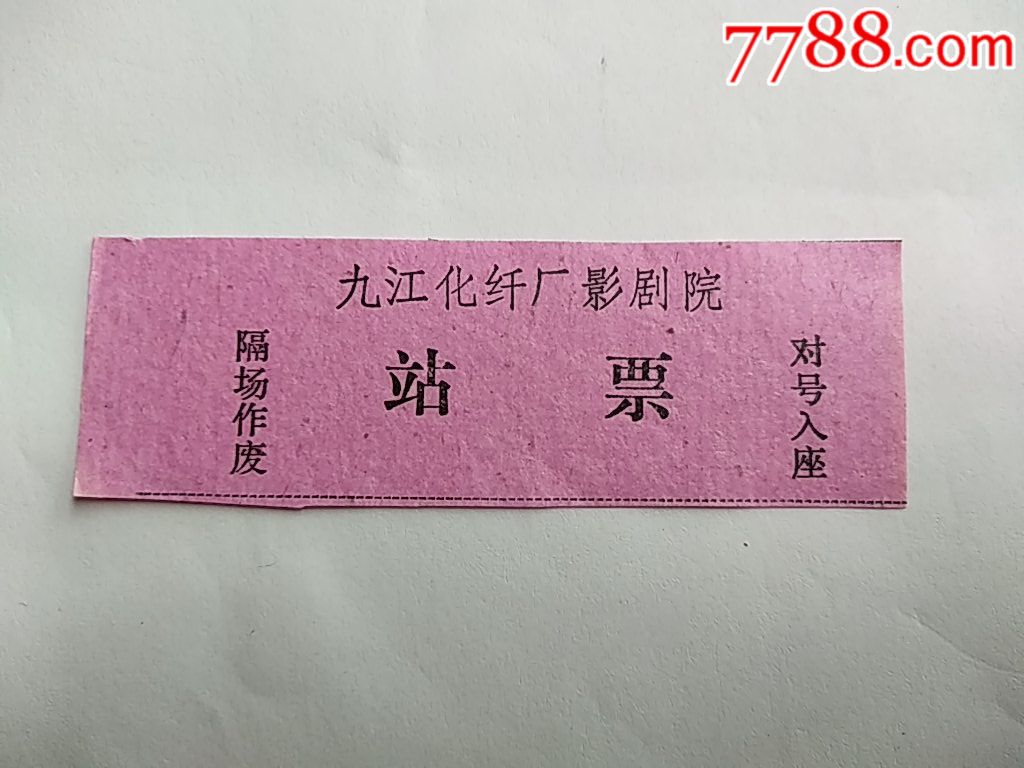 7788.com
九江化纤厂影剧院
隔场作废
站票
对号入座